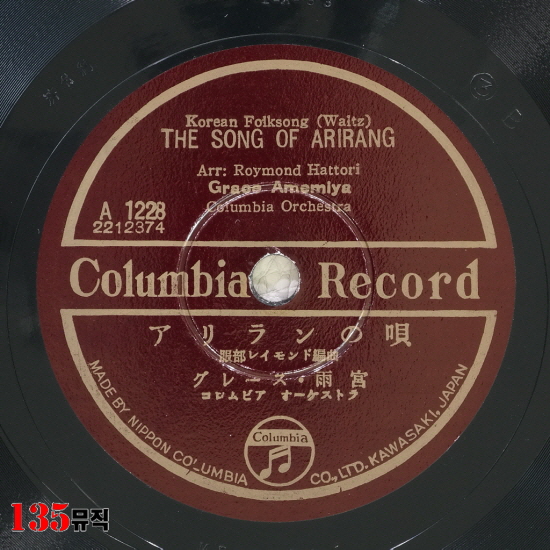 Korean Folksong (Waltz)
THE SONG OF ARIRANG
Arr: Roymond Hattori
Grace Amemiya
Columbia Orchestra
A 1228
2212374
Columbia Record
アリランの唄
服部レイモンド編曲
グレース・雨宮
コロムビア オーケストラ
Columbia
MADE BY NIPPON COLUMBIA CO., LTD. KAWASAKI, JAPAN
135뮤직